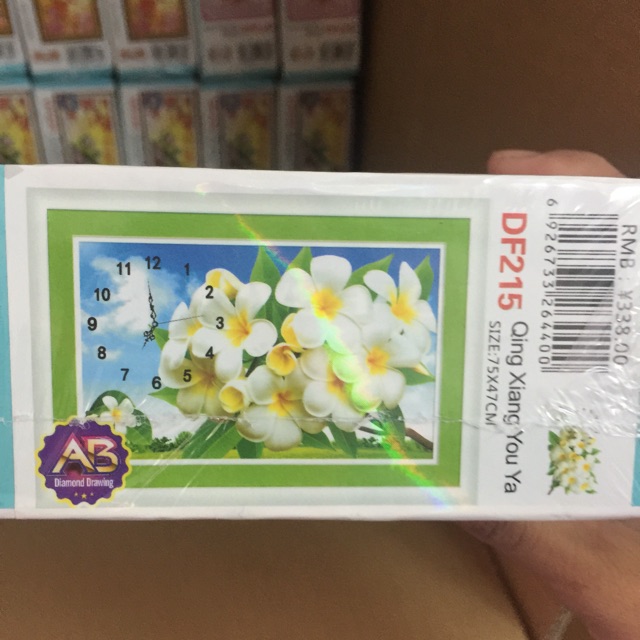 11 12 1
10 2
9 3
8 4
7 6 5
AB
Diamond Drawing
DF215 Qing Xiang You Ya
SIZE:75X47CM
6 926733 264400
RMB: ¥338.00